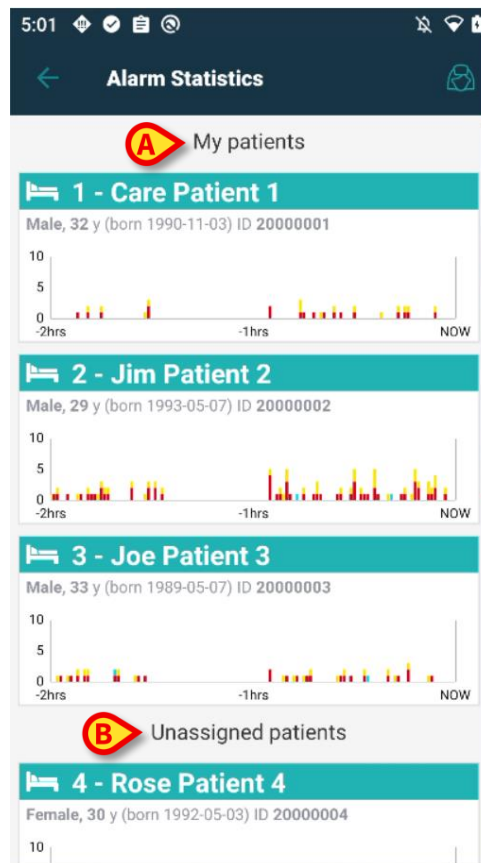 5:01
Alarm Statistics
A My patients
1 - Care Patient 1
Male, 32 y (born 1990-11-03) ID 20000001
10
5
0
-2hrs -1hrs NOW
2 - Jim Patient 2
Male, 29 y (born 1993-05-07) ID 20000002
10
5
0
-2hrs -1hrs NOW
3 - Joe Patient 3
Male, 33 y (born 1989-05-07) ID 20000003
10
5
0
-2hrs -1hrs NOW
B Unassigned patients
4 - Rose Patient 4
Female, 30 y (born 1992-05-03) ID 20000004
10